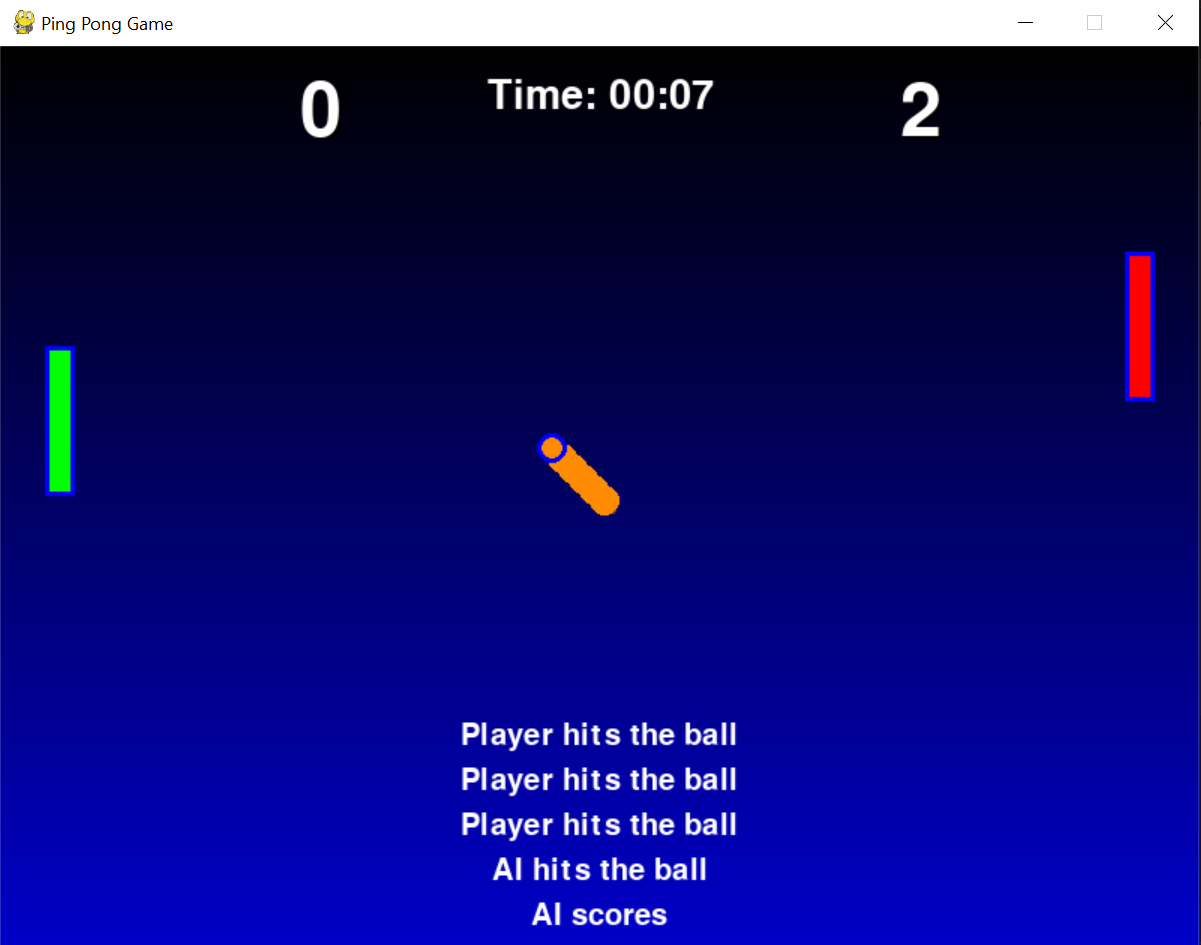 Ping Pong Game
0 Time: 00:07 2
Player hits the ball
Player hits the ball
Player hits the ball
AI hits the ball
AI scores